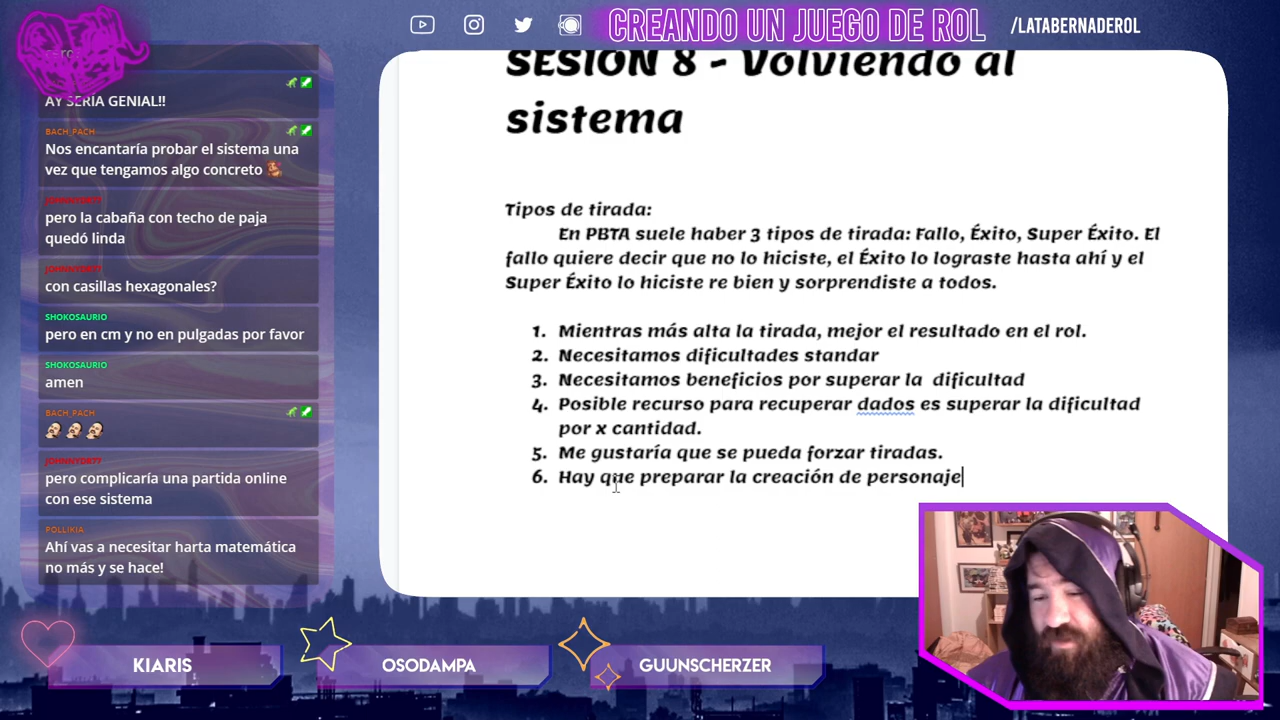 CREANDO UN JUEGO DE ROL
/LATABERNADEROL
AY SERIA GENIAL!!
BACH_PACH
Nos encantaría probar el sistema una
vez que tengamos algo concreto
JOHNNYDR77
pero la cabaña con techo de paja
quedó linda
JOHNNYDR77
con casillas hexagonales?
SHOKOSAURIO
pero en cm y no en pulgadas por favor
SHOKOSAURIO
amen
BACH_PACH
JOHNNYDR77
pero complicaría una partida online
con ese sistema
POLLIKIA
Ahí vas a necesitar harta matemática
no más y se hace!
SESION 8 - Volviendo al
sistema
Tipos de tirada:
En PBTA suele haber 3 tipos de tirada: Fallo, Éxito, Super Éxito. El
fallo quiere decir que no lo hiciste, el Éxito lo lograste hasta ahí y el
Super Éxito lo hiciste re bien y sorprendiste a todos.
1. Mientras más alta la tirada, mejor el resultado en el rol.
2. Necesitamos dificultades standar
3. Necesitamos beneficios por superar la dificultad
4. Posible recurso para recuperar dados es superar la dificultad
por x cantidad.
5. Me gustaría que se pueda forzar tiradas.
6. Hay que preparar la creación de personaje
KIARIS
OSODAMPA
GUUNSCHERZER